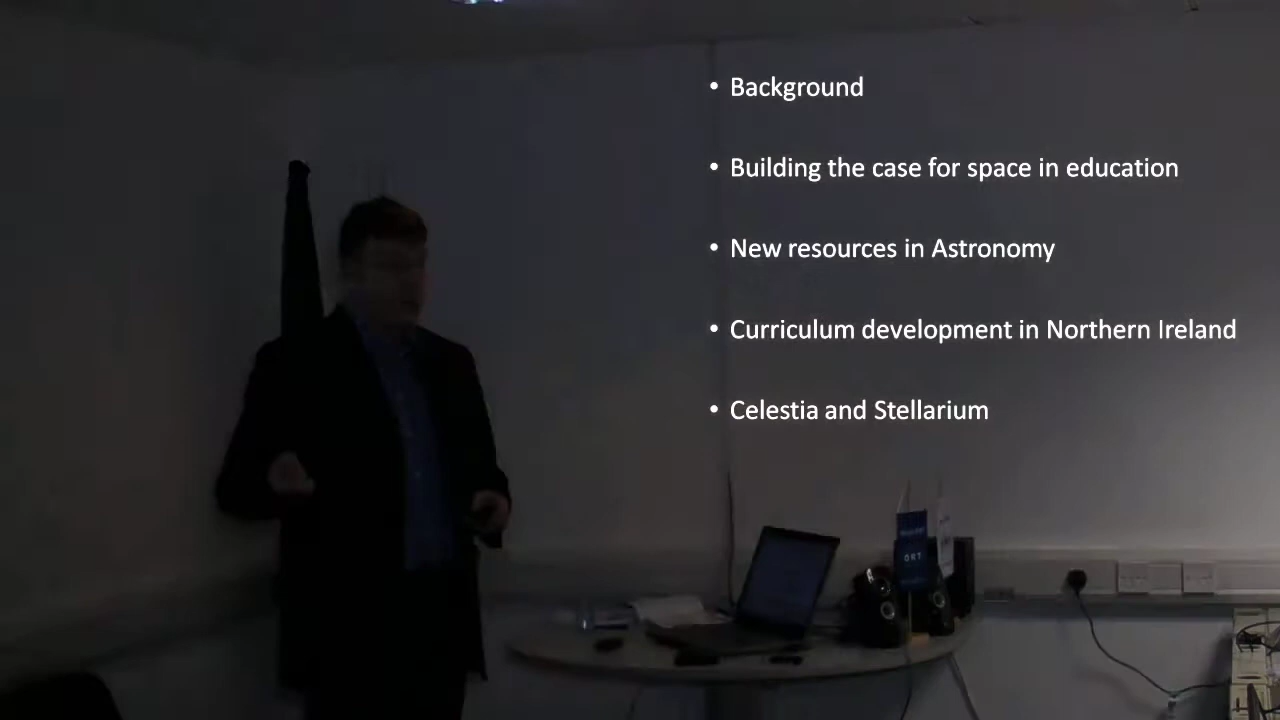 • Background
• Building the case for space in education
• New resources in Astronomy
• Curriculum development in Northern Ireland
• Celestia and Stellarium
ORT